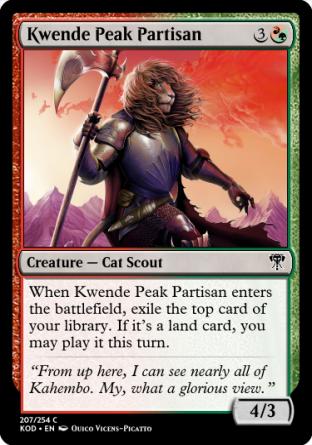 Kwende Peak Partisan 3
Creature — Cat Scout
When Kwende Peak Partisan enters
the battlefield, exile the top card of
your library. If it's a land card, you
may play it this turn.
“From up here, I can see nearly all of
Kahembo. My, what a glorious view.”
4/3
207/254 C
KOD • EN Quico Vicens-Picatto